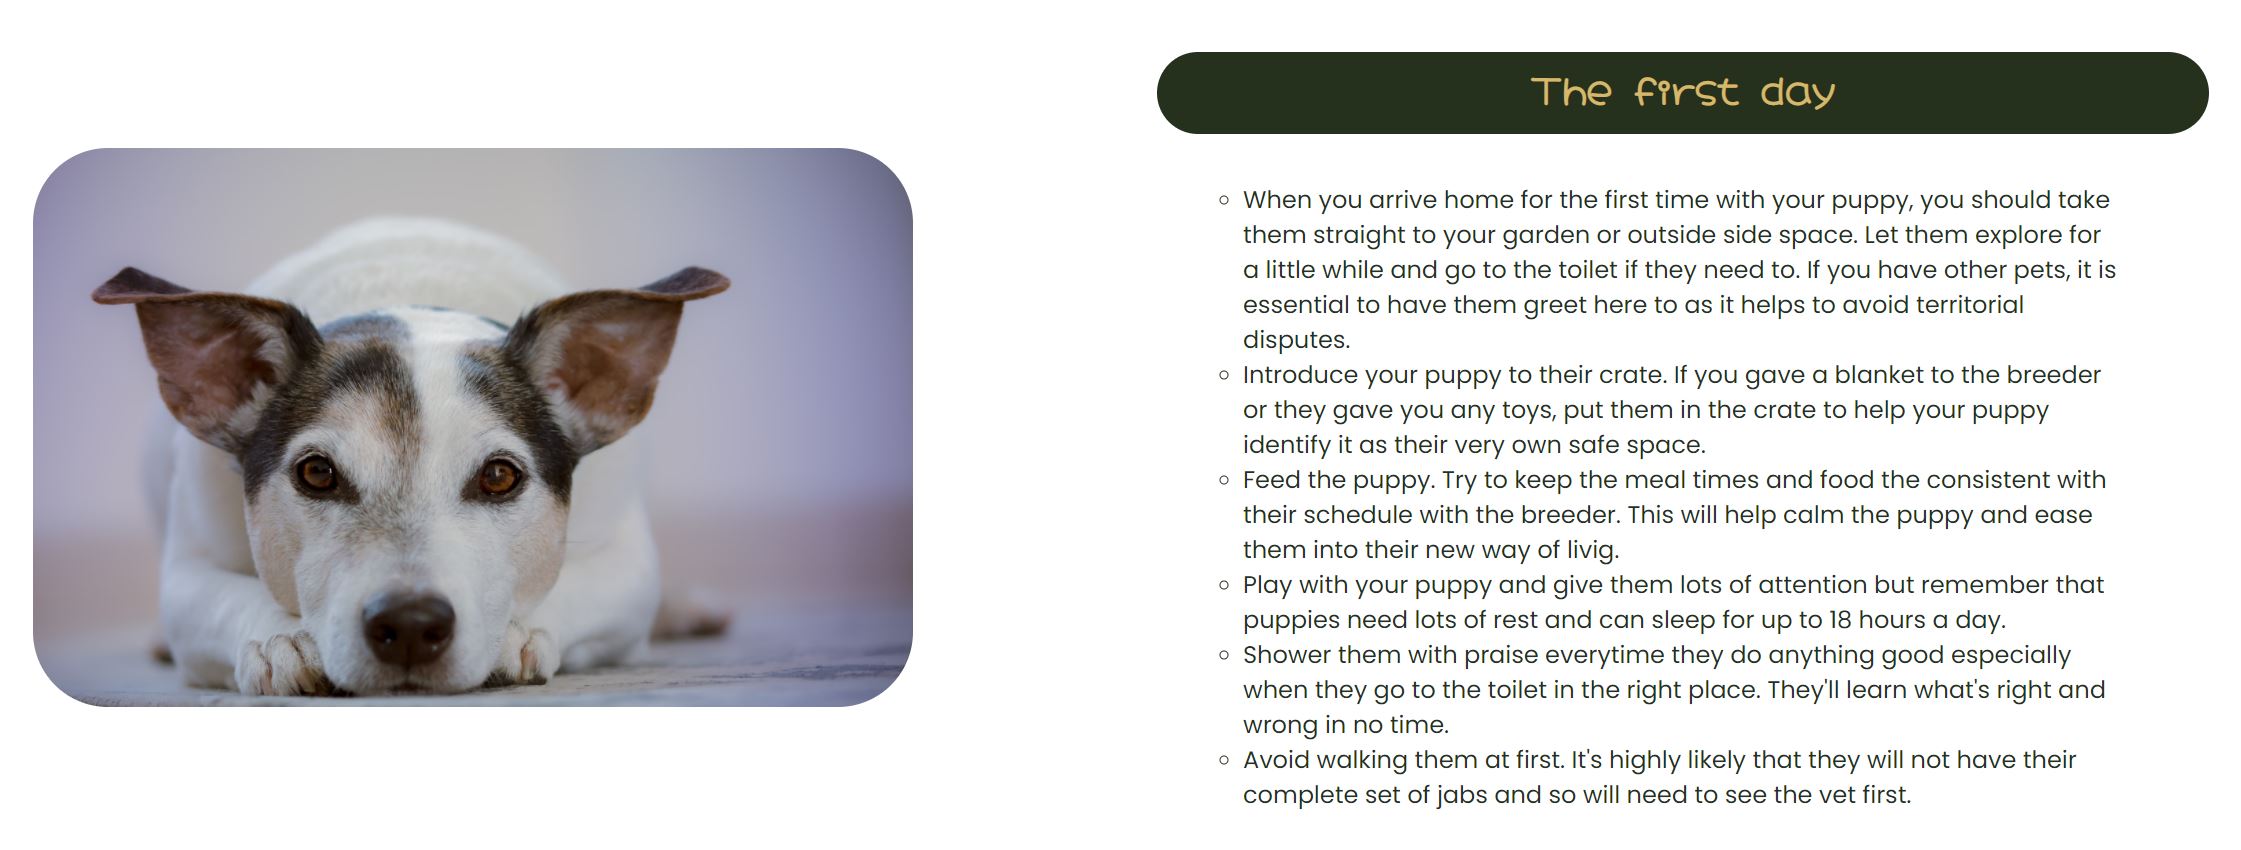 The first day
When you arrive home for the first time with your puppy, you should take
them straight to your garden or outside side space. Let them explore for
a little while and go to the toilet if they need to. If you have other pets, it is
essential to have them greet here to as it helps to avoid territorial
disputes.
Introduce your puppy to their crate. If you gave a blanket to the breeder
or they gave you any toys, put them in the crate to help your puppy
identify it as their very own safe space.
Feed the puppy. Try to keep the meal times and food the consistent with
their schedule with the breeder. This will help calm the puppy and ease
them into their new way of livig.
Play with your puppy and give them lots of attention but remember that
puppies need lots of rest and can sleep for up to 18 hours a day.
Shower them with praise everytime they do anything good especially
when they go to the toilet in the right place. They'll learn what's right and
wrong in no time.
Avoid walking them at first. It's highly likely that they will not have their
complete set of jabs and so will need to see the vet first.